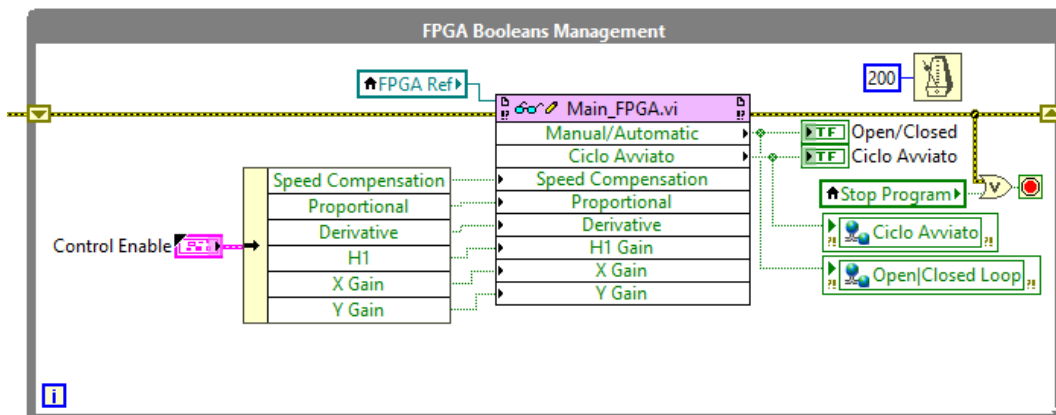 FPGA Booleans Management
FPGA Ref
200
Main_FPGA.vi
Manual/Automatic
Open/Closed
Ciclo Avviato
TF
TF
Ciclo Avviato
Speed Compensation
Speed Compensation
Proportional
Proportional
Stop Program
V
Derivative
Derivative
Ciclo Avviato
Control Enable
H1
H1 Gain
X Gain
X Gain
Open|Closed Loop
Y Gain
Y Gain
i